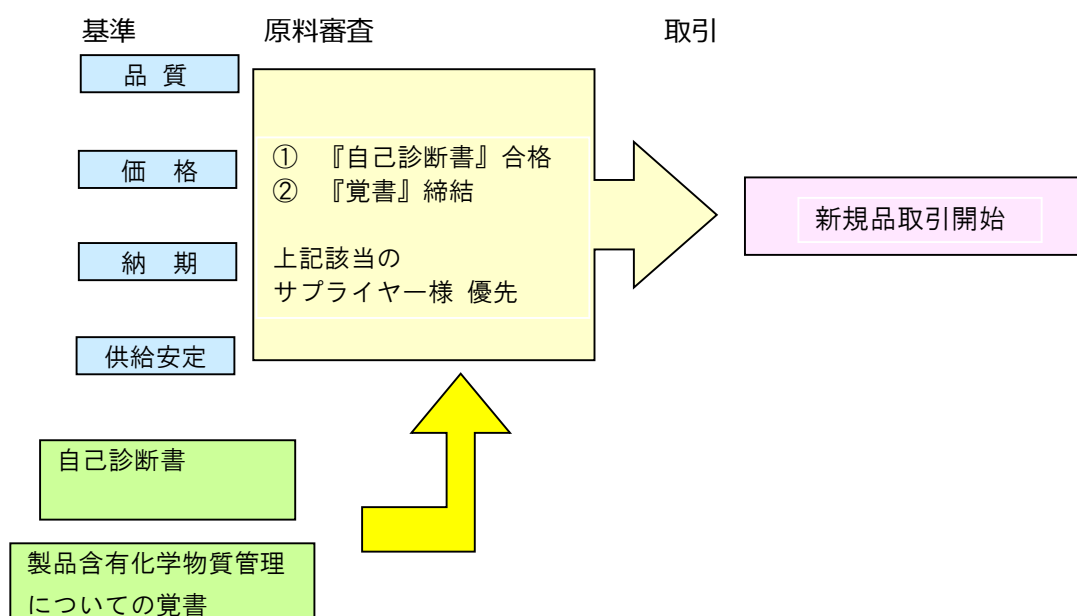 基準
原料審査
取引
品 質
価 格
納 期
供給安定
① 『自己診断書』合格
② 『覚書』締結
上記該当の
サプライヤー様 優先
新規品取引開始
自己診断書
製品含有化学物質管理
についての覚書